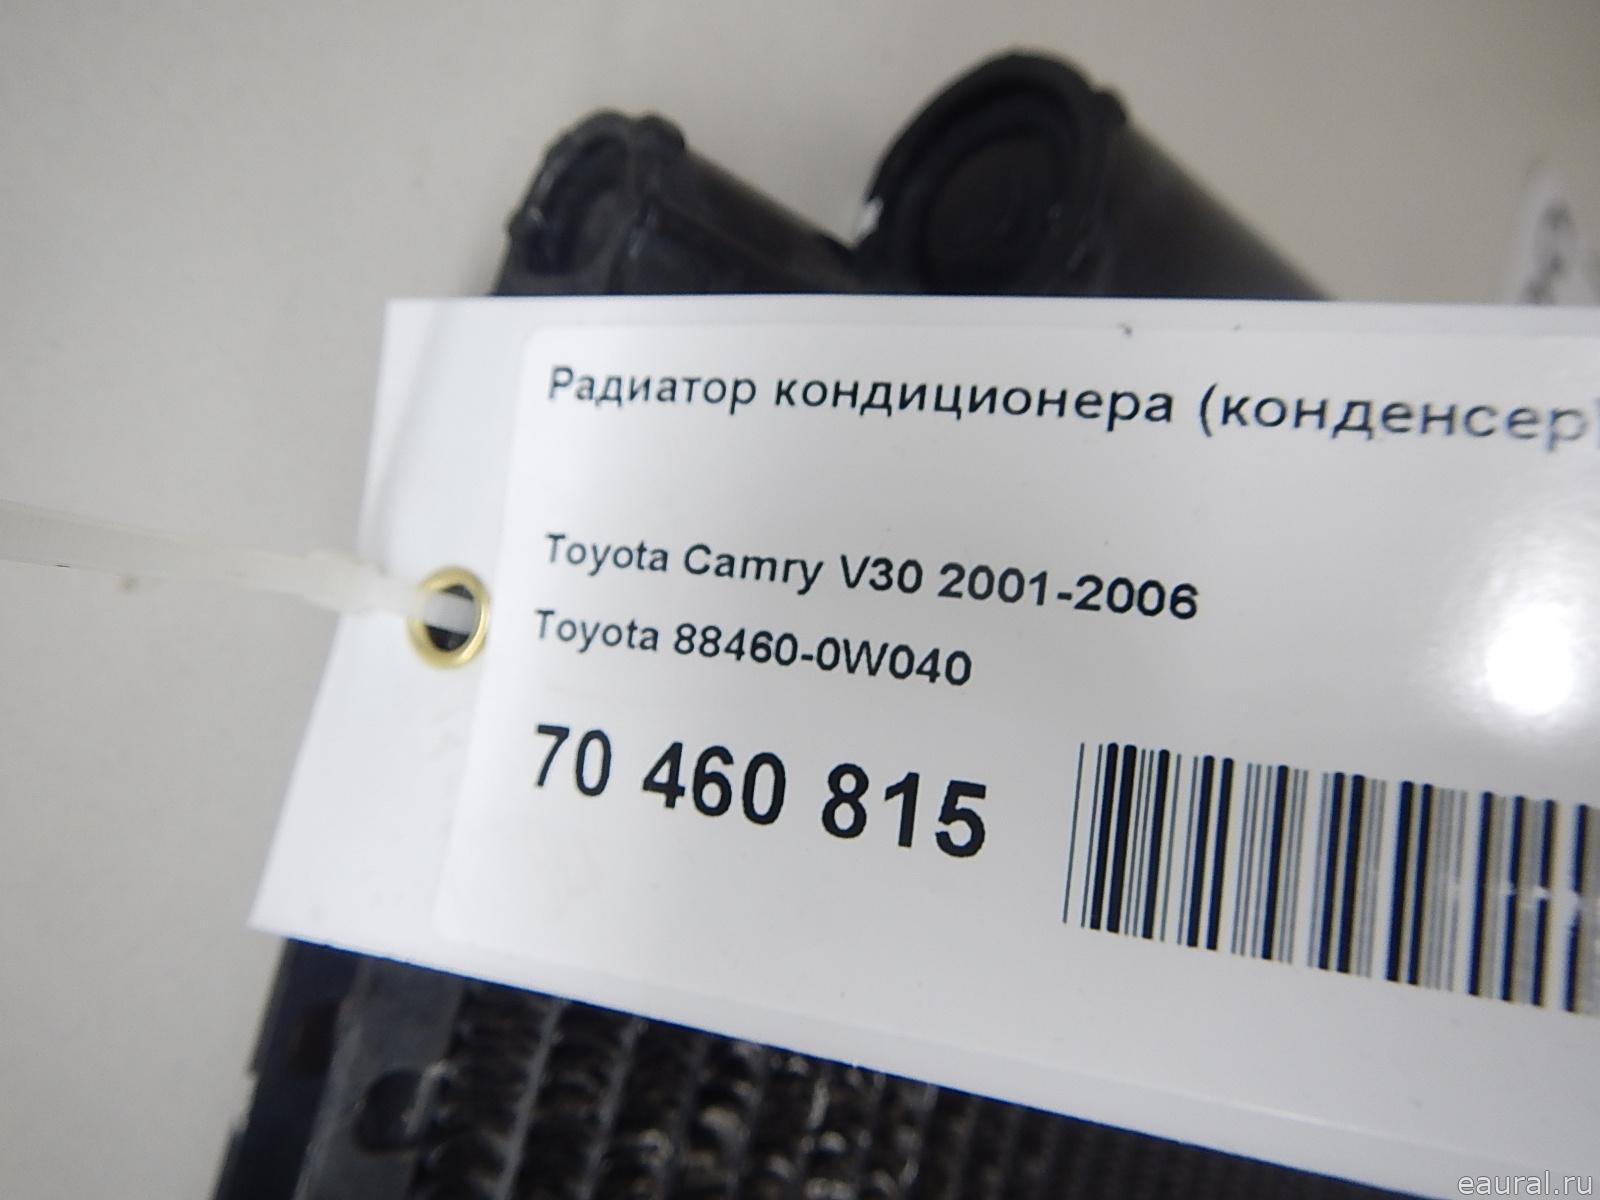 Радиатор кондиционера (конденсер)
Toyota Camry V30 2001-2006
Toyota 88460-0W040
70 460 815
eaural.ru